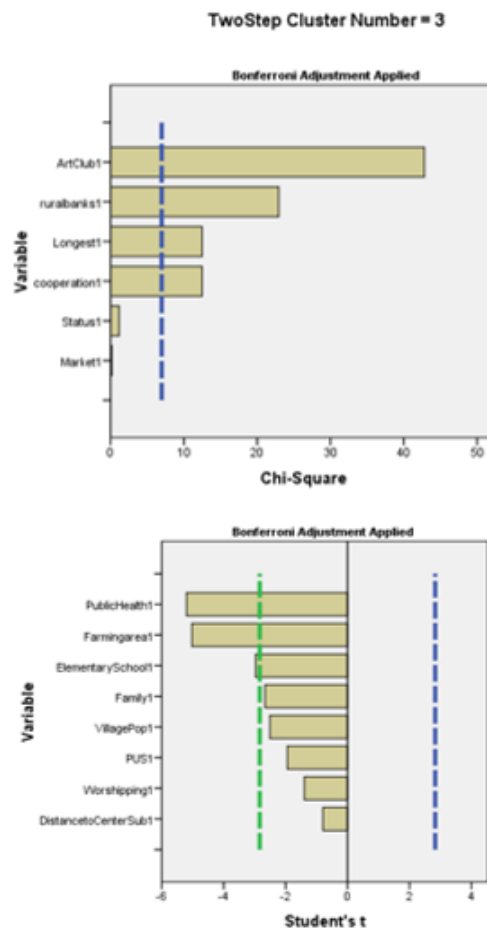 TwoStep Cluster Number = 3
Bonferroni Adjustment Applied
Variable
ArtClub1
ruralbanks1
Longest1
cooperation1
Status1
Market1
0 10 20 30 40 50
Chi-Square
Bonferroni Adjustment Applied
Variable
PublicHealth1
Farmingarea1
ElementarySchool1
Family1
VillagePop1
PUS1
Worshipping1
DistancetoCenterSub1
-6 -4 -2 0 2 4
Student's t